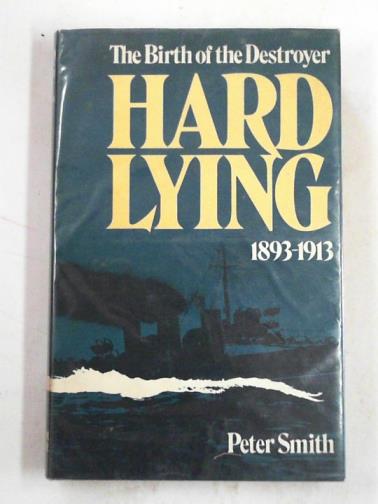 The Birth of the Destroyer
HARD
LYING
1893-1913
Peter Smith